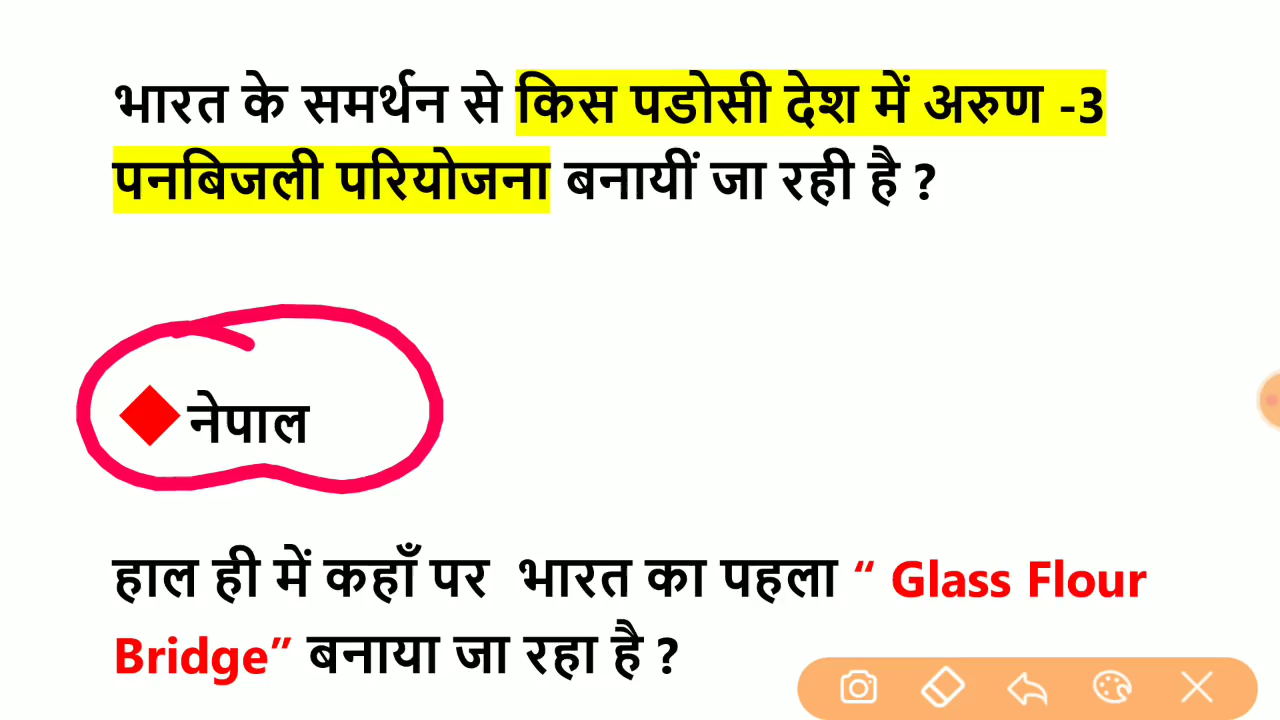 भारत के समर्थन से किस पडोसी देश में अरुण -3
पनबिजली परियोजना बनायीं जा रही है ?
नेपाल
हाल ही में कहाँ पर भारत का पहला “ Glass Flour
Bridge” बनाया जा रहा है ?